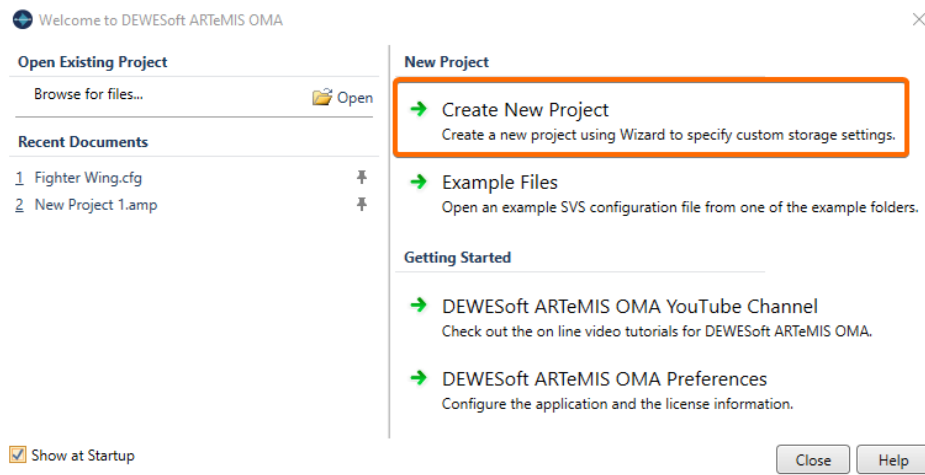 Welcome to DEWESoft ARTeMIS OMA
Open Existing Project
Browse for files...
Open
Recent Documents
1 Fighter Wing.cfg
2 New Project 1.amp
New Project
Create New Project
Create a new project using Wizard to specify custom storage settings.
Example Files
Open an example SVS configuration file from one of the example folders.
Getting Started
DEWESoft ARTeMIS OMA YouTube Channel
Check out the on line video tutorials for DEWESoft ARTeMIS OMA.
DEWESoft ARTeMIS OMA Preferences
Configure the application and the license information.
Show at Startup
Close
Help